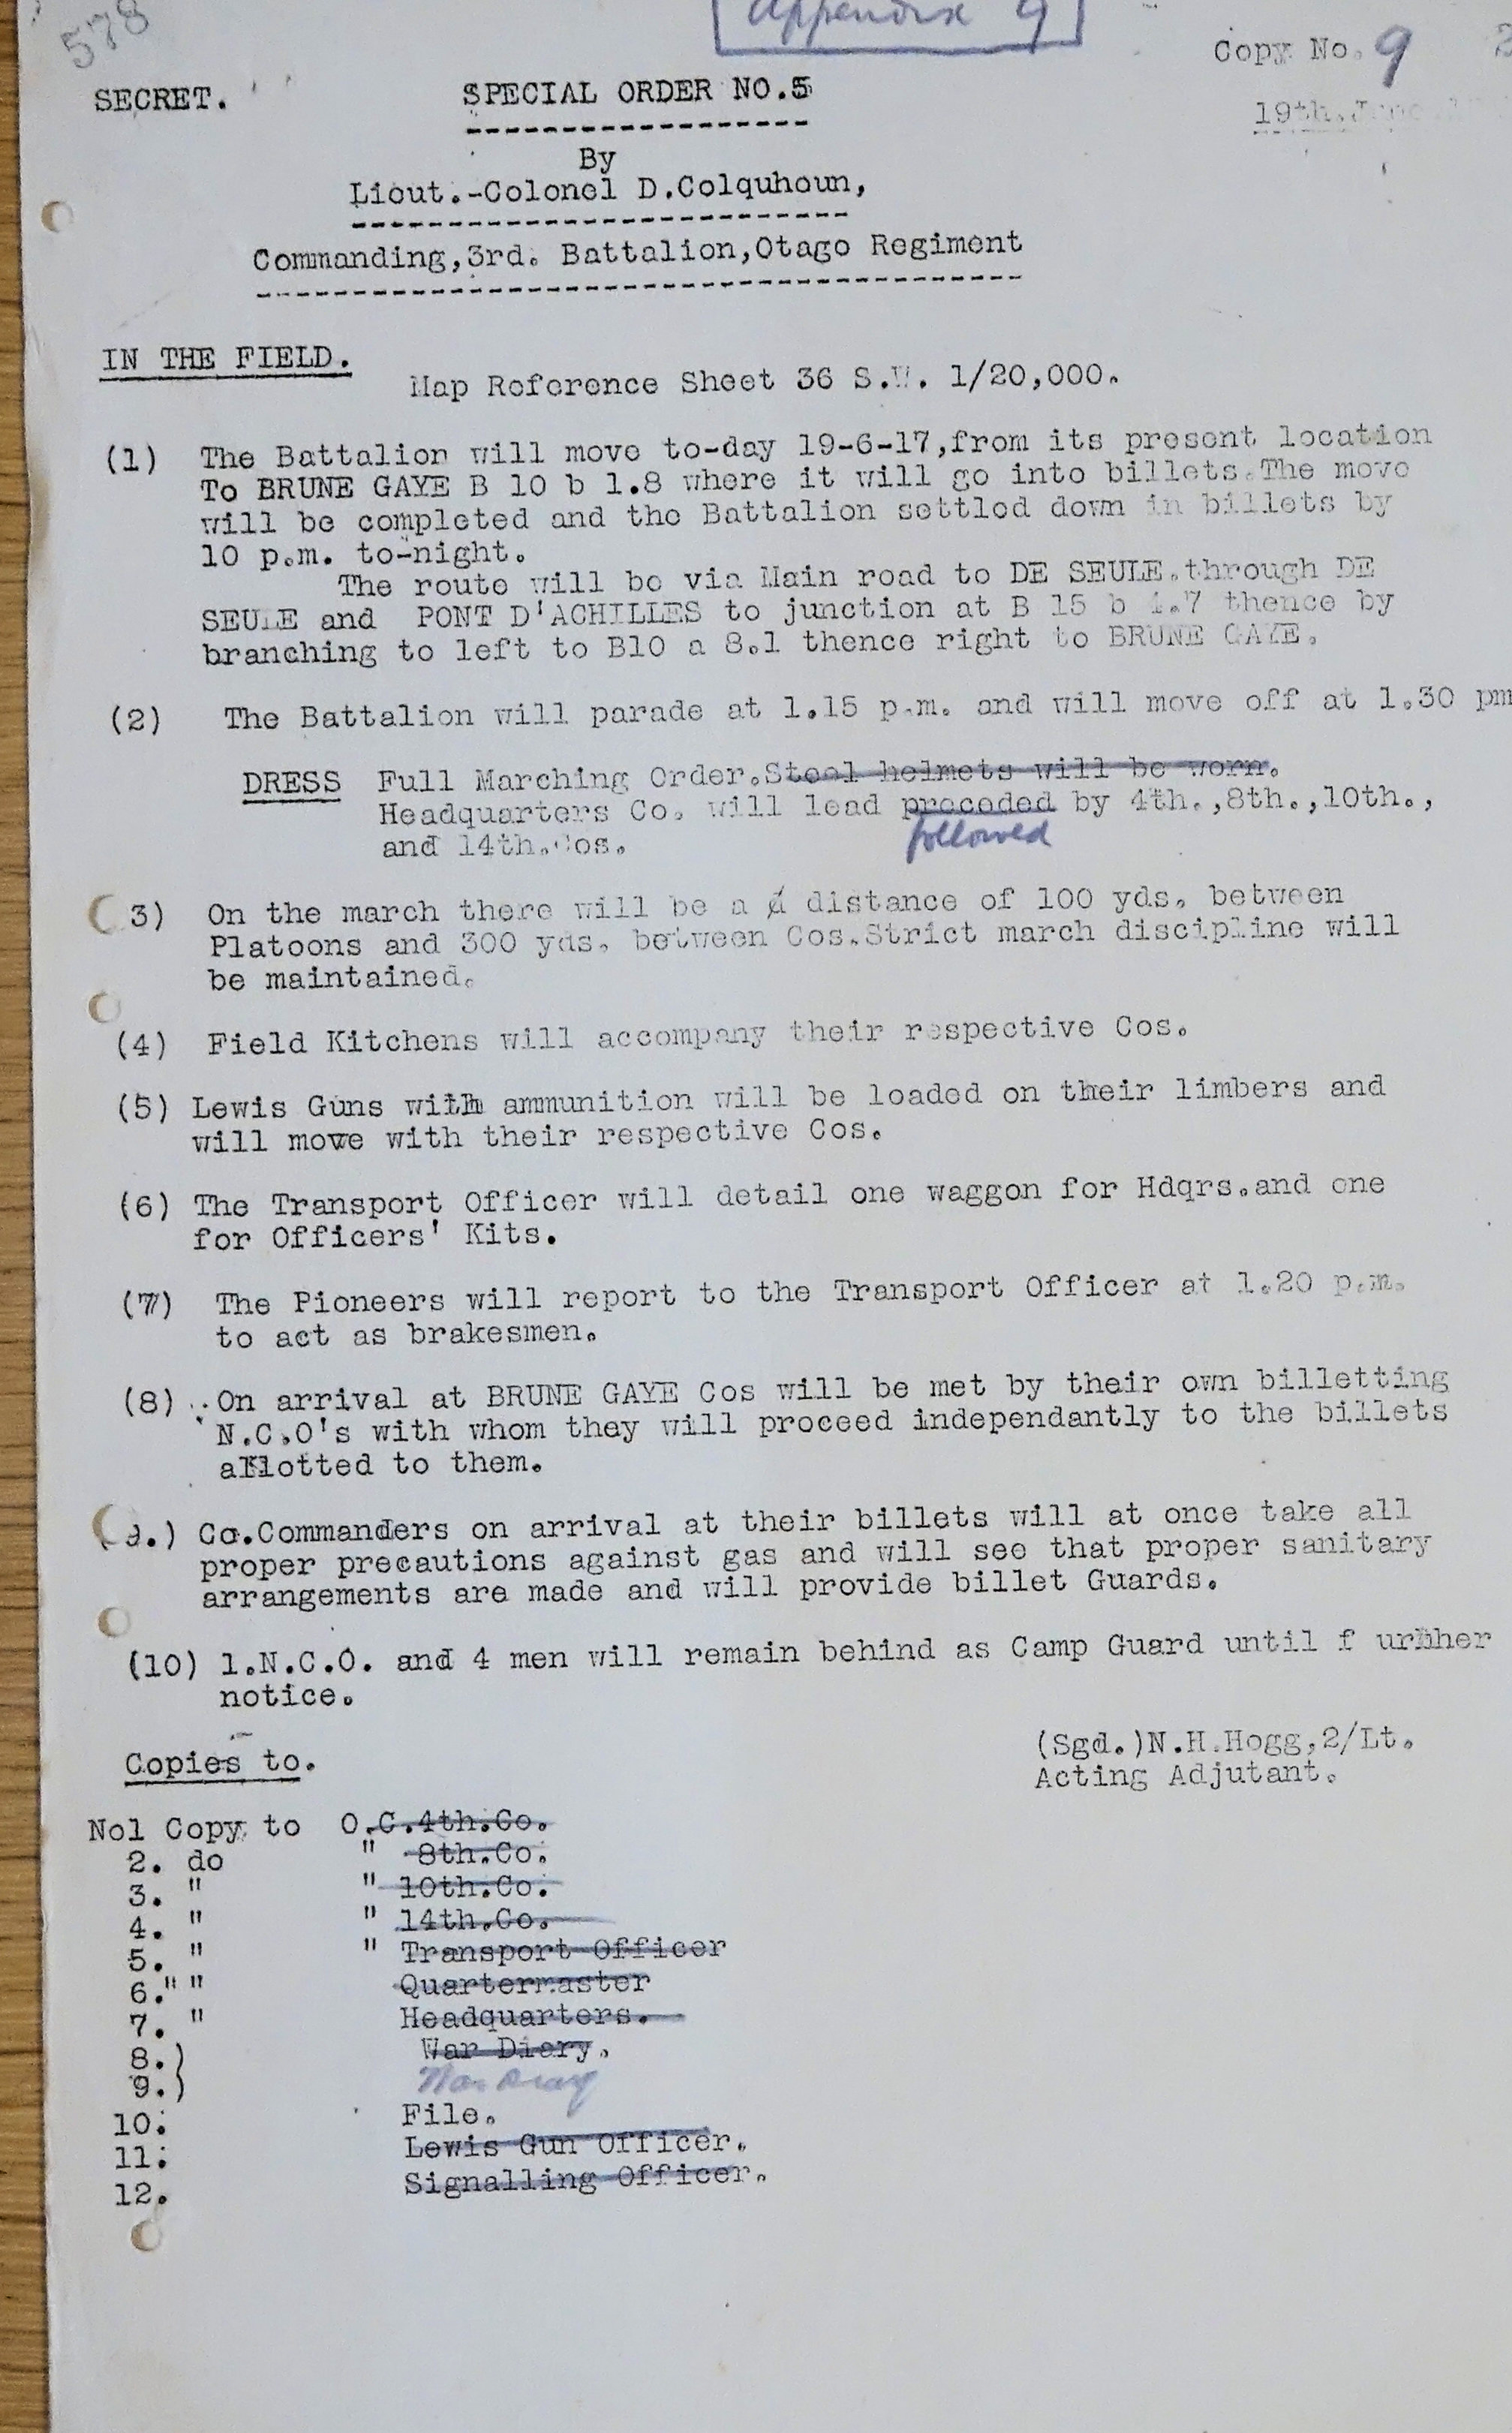 578
Appendix 9
Copy No. 9
SECRET.
SPECIAL ORDER NO.5
19th.June
By
Lieut.-Colonel D.Colquhoun,
Commanding,3rd. Battalion,Otago Regiment
IN THE FIELD.
Map Reference Sheet 36 S.W. 1/20,000.
(1) The Battalion will move to-day 19-6-17,from its present location
To BRUNE GAYE B 10 b 1.8 where it will go into billets.The move
will be completed and the Battalion settled down in billets by
10 p.m. to-night.
The route will be via Main road to DE SEULE.through DE
SEULE and PONT D'ACHILLES to junction at B 15 b 1.7 thence by
branching to left to B10 a 8.1 thence right to BRUNE GAYE.
(2) The Battalion will parade at 1.15 p.m. and will move off at 1.30 pm
DRESS Full Marching Order.Steel helmets will be worn.
Headquarters Co. will lead preceded by 4th.,8th.,10th.,
followed
and 14th.Cos.
(3) On the march there will be a d distance of 100 yds. between
Platoons and 300 yds. between Cos.Strict march discipline will
be maintained.
(4) Field Kitchens will accompany their respective Cos.
(5) Lewis Guns with ammunition will be loaded on their limbers and
will move with their respective Cos.
(6) The Transport Officer will detail one waggon for Hdqrs.and one
for Officers' Kits.
(7) The Pioneers will report to the Transport Officer at 1.20 p.m.
to act as brakesmen.
(8) On arrival at BRUNE GAYE Cos will be met by their own billetting
N.C.O's with whom they will proceed independantly to the billets
allotted to them.
(9.) Co.Commanders on arrival at their billets will at once take all
proper precautions against gas and will see that proper sanitary
arrangements are made and will provide billet Guards.
(10) 1.N.C.O. and 4 men will remain behind as Camp Guard until f urther
notice.
(Sgd.)N.H.Hogg,2/Lt.
Acting Adjutant.
Copies to.
No1 Copy to O.C.4th.Co.
2. do " 8th.Co.
3. " " 10th.Co.
4. " " 14th.Co.
5. " " Transport Officer
6." " Quartermaster
7. " Headquarters.
8.) War Diary.
9.) War Diary
10. File.
11. Lewis Gun Officer.
12. Signalling Officer.